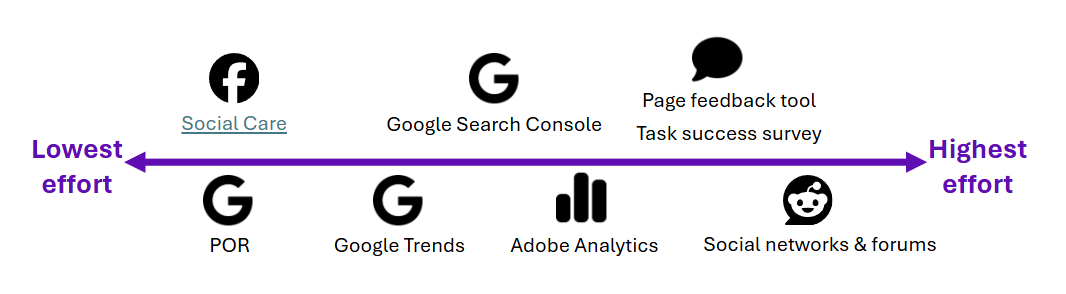 Page feedback tool
Social Care
Google Search Console
Task success survey
Lowest
effort
Highest
effort
POR
Google Trends
Adobe Analytics
Social networks & forums